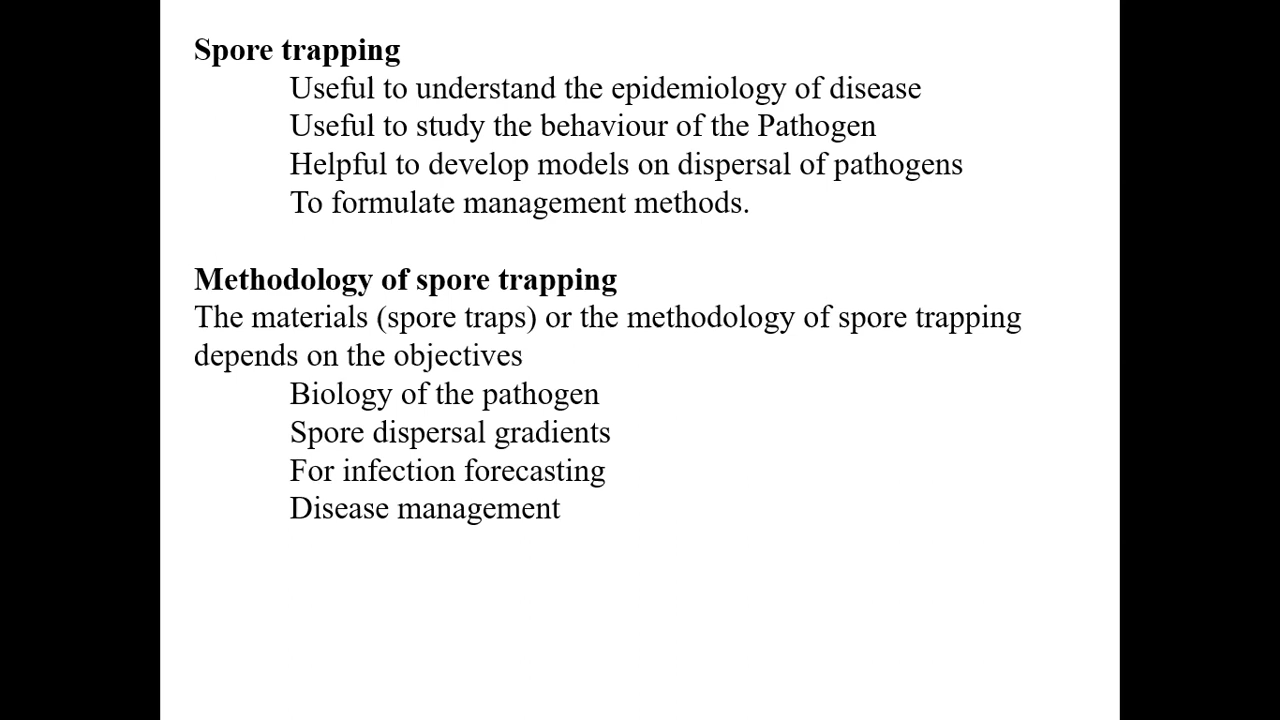 Spore trapping
Useful to understand the epidemiology of disease
Useful to study the behaviour of the Pathogen
Helpful to develop models on dispersal of pathogens
To formulate management methods.
Methodology of spore trapping
The materials (spore traps) or the methodology of spore trapping
depends on the objectives
Biology of the pathogen
Spore dispersal gradients
For infection forecasting
Disease management